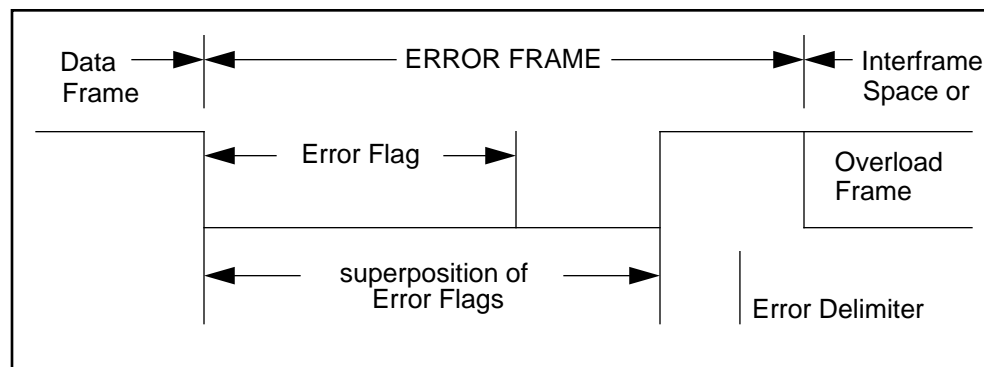 Data
Frame
ERROR FRAME
Interframe
Space or
Error Flag
Overload
Frame
superposition of
Error Flags
Error Delimiter